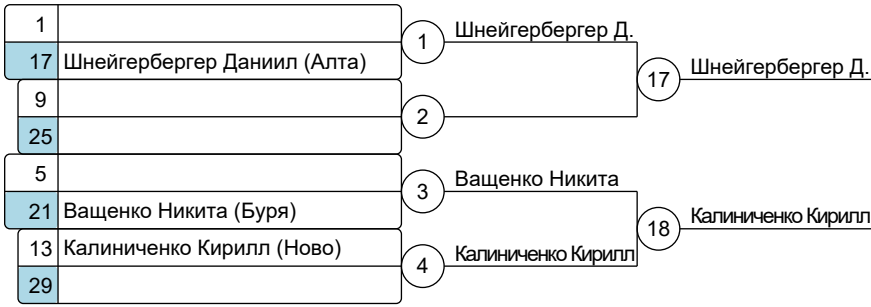 1
17 Шнейгербергер Даниил (Алта)
1
Шнейгербергер Д.
9
25
2
17
Шнейгербергер Д.
5
21 Ващенко Никита (Буря)
3
Ващенко Никита
13 Калиниченко Кирилл (Ново)
29
4
Калиниченко Кирилл
18
Калиниченко Кирилл